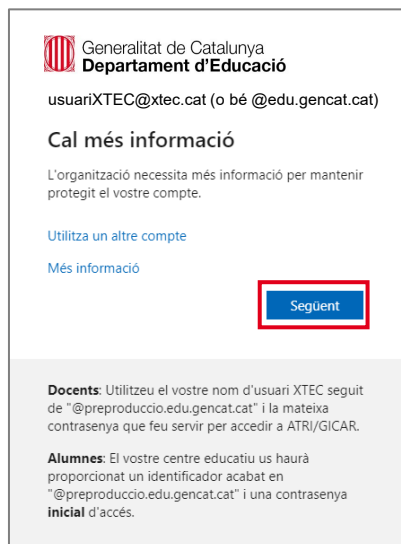 Generalitat de Catalunya
Departament d'Educació
usuariXTEC@xtec.cat (o bé @edu.gencat.cat)
Cal més informació
L'organització necessita més informació per mantenir
protegit el vostre compte.
Utilitza un altre compte
Més informació
Següent
Docents: Utilitzeu el vostre nom d'usuari XTEC seguit
de "@preproduccio.edu.gencat.cat" i la mateixa
contrasenya que feu servir per accedir a ATRI/GICAR.
Alumnes: El vostre centre educatiu us haurà
proporcionat un identificador acabat en
"@preproduccio.edu.gencat.cat" i una contrasenya
inicial d'accés.